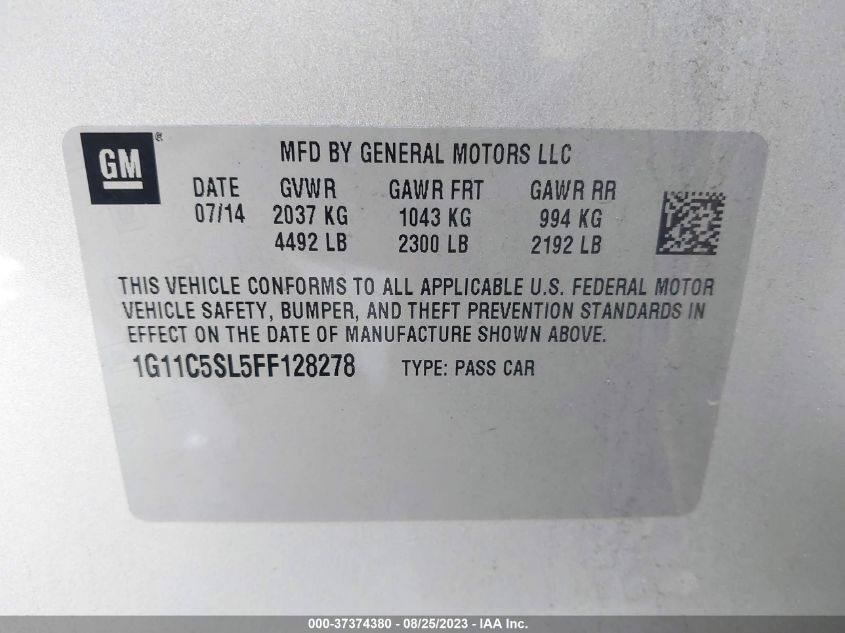 GM ®
MFD BY GENERAL MOTORS LLC
DATE GVWR GAWR FRT GAWR RR
07/14 2037 KG 1043 KG 994 KG
4492 LB 2300 LB 2192 LB
THIS VEHICLE CONFORMS TO ALL APPLICABLE U.S. FEDERAL MOTOR
VEHICLE SAFETY, BUMPER, AND THEFT PREVENTION STANDARDS IN
EFFECT ON THE DATE OF MANUFACTURE SHOWN ABOVE.
1G11C5SL5FF128278 TYPE: PASS CAR
000-37374380 - 08/25/2023 - IAA Inc.